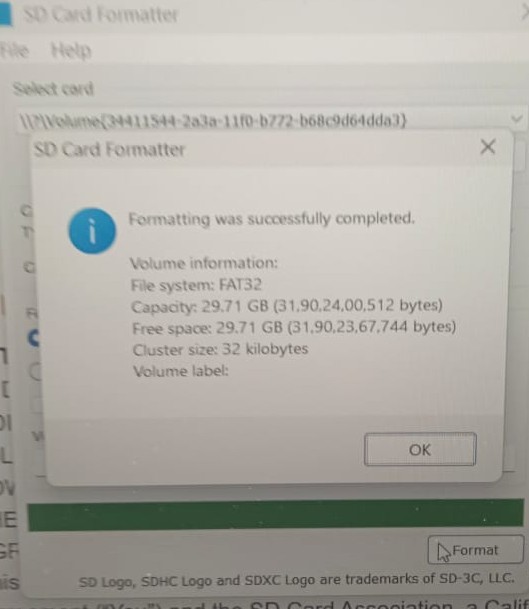 SD Card Formatter
File Help
Select card
\\?\Volume{34411544-2a3a-11f0-b772-b68c9d64dda3}
SD Card Formatter
Formatting was successfully completed.
Volume information:
File system: FAT32
Capacity: 29.71 GB (31,90,24,00,512 bytes)
Free space: 29.71 GB (31,90,23,67,744 bytes)
Cluster size: 32 kilobytes
Volume label:
OK
Format
SD Logo, SDHC Logo and SDXC Logo are trademarks of SD-3C, LLC.